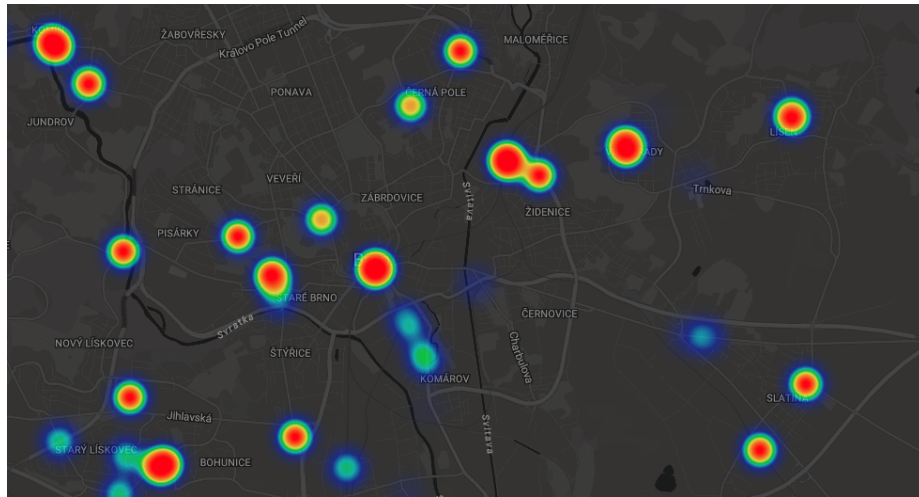 ŽABOVŘESKY
Královo Pole Tunnel
MALOMĚŘICE
PONAVA
ČERNÁ POLE
JUNDROV
LÍŠEŇ
VEVEŘÍ
STRÁNICE
ZÁBRDOVICE
Trnkova
Svitava
ŽIDENICE
PISÁRKY
STARÉ BRNO
Svratka
ČERNOVICE
NOVÝ LÍSKOVEC
ŠTÝŘICE
Charbulova
KOMÁROV
SLATINA
Jihlavská
Svitava
STARÝ LÍSKOVEC
BOHUNICE